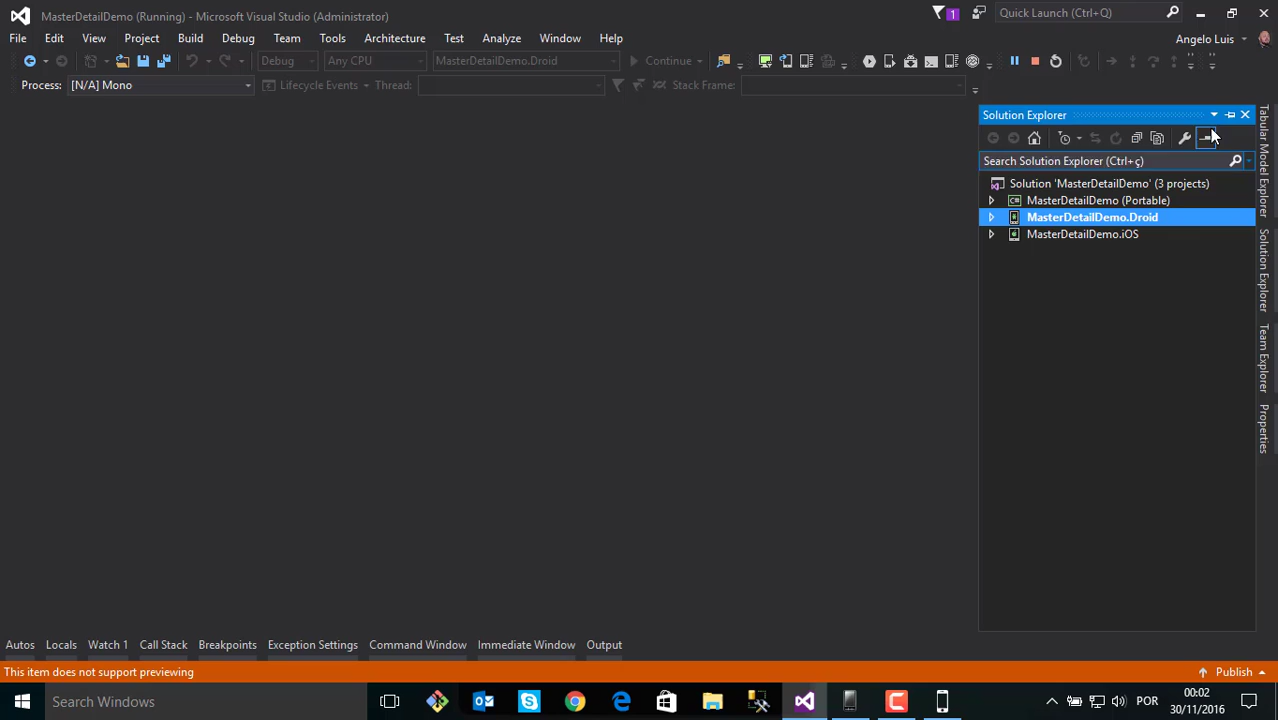 MasterDetailDemo (Running) - Microsoft Visual Studio (Administrator)
1
Quick Launch (Ctrl+Q)
File Edit View Project Build Debug Team Tools Architecture Test Analyze Window Help
Angelo Luis
Debug Any CPU MasterDetailDemo.Droid Continue
Process: [N/A] Mono Lifecycle Events Thread: Stack Frame:
Solution Explorer
Search Solution Explorer (Ctrl+ç)
Solution 'MasterDetailDemo' (3 projects)
C# MasterDetailDemo (Portable)
MasterDetailDemo.Droid
MasterDetailDemo.iOS
Tabular Model Explorer
Solution Explorer
Team Explorer
Properties
Autos Locals Watch 1 Call Stack Breakpoints Exception Settings Command Window Immediate Window Output
This item does not support previewing
Publish
Search Windows
POR
00:02
30/11/2016